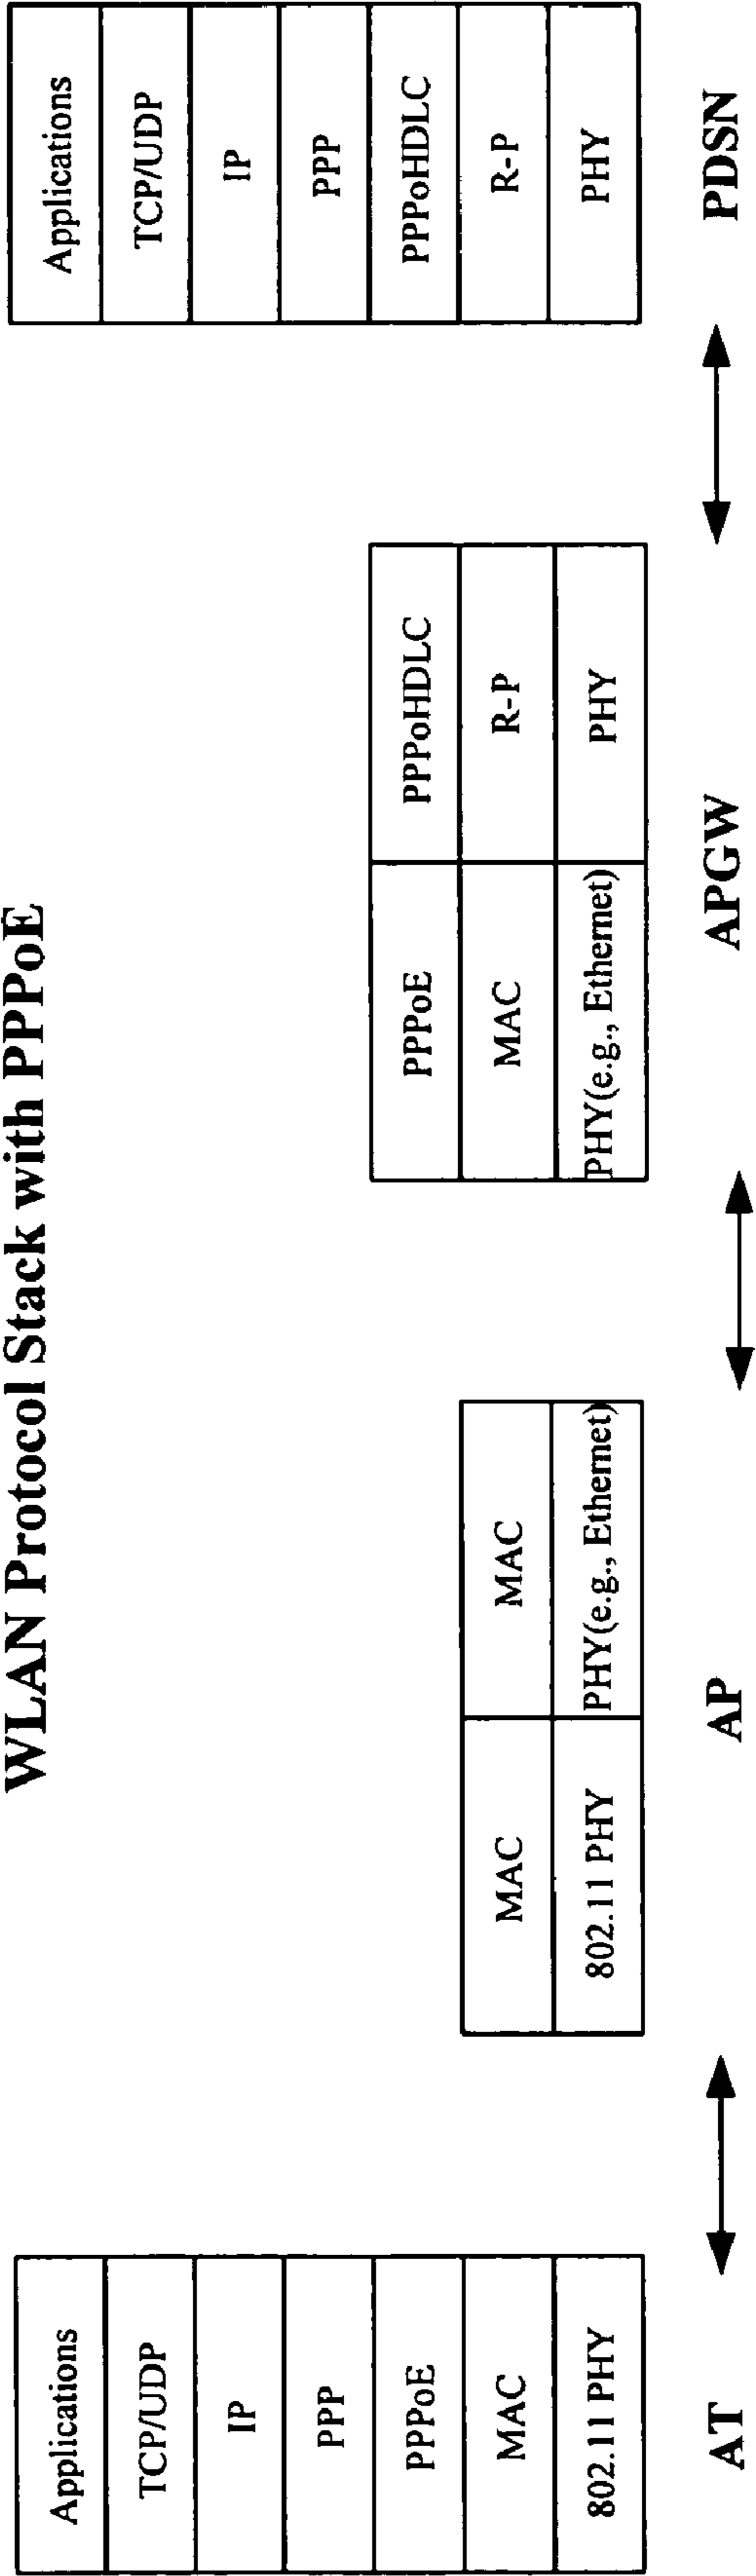 WLAN Protocol Stack with PPPoE
Applications
TCP/UDP
IP
PPP
PPPoE
MAC
802.11 PHY
AT
MAC
MAC
802.11 PHY
PHY(e.g., Ethernet)
AP
PPPoE
PPPoHDLC
MAC
R-P
PHY(e.g., Ethernet)
PHY
APGW
Applications
TCP/UDP
IP
PPP
PPPoHDLC
R-P
PHY
PDSN